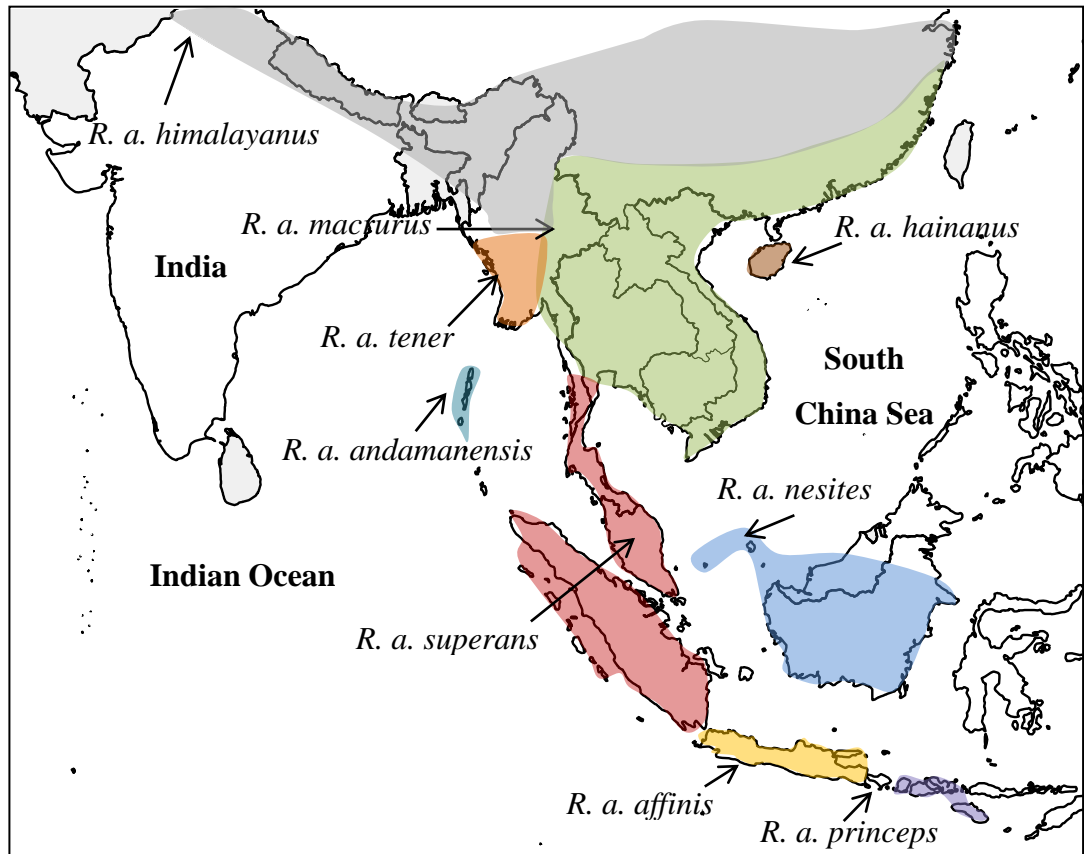 R. a. himalayanus
R. a. macrurus
R. a. hainanus
India
R. a. tener
South
China Sea
R. a. andamanensis
R. a. nesites
Indian Ocean
R. a. superans
R. a. affinis
R. a. princeps